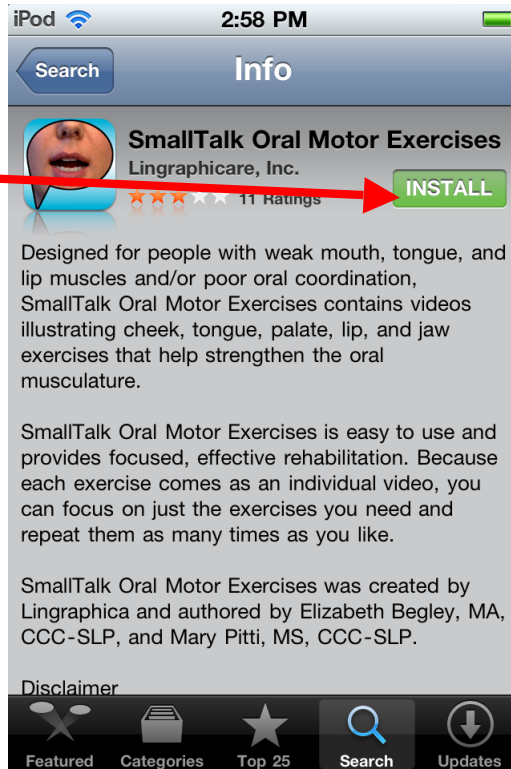 iPod 2:58 PM
Search Info
SmallTalk Oral Motor Exercises
Lingraphicare, Inc.
11 Ratings
INSTALL
Designed for people with weak mouth, tongue, and
lip muscles and/or poor oral coordination,
SmallTalk Oral Motor Exercises contains videos
illustrating cheek, tongue, palate, lip, and jaw
exercises that help strengthen the oral
musculature.
SmallTalk Oral Motor Exercises is easy to use and
provides focused, effective rehabilitation. Because
each exercise comes as an individual video, you
can focus on just the exercises you need and
repeat them as many times as you like.
SmallTalk Oral Motor Exercises was created by
Lingraphica and authored by Elizabeth Begley, MA,
CCC-SLP, and Mary Pitti, MS, CCC-SLP.
Disclaimer
Featured Categories Top 25 Search Updates